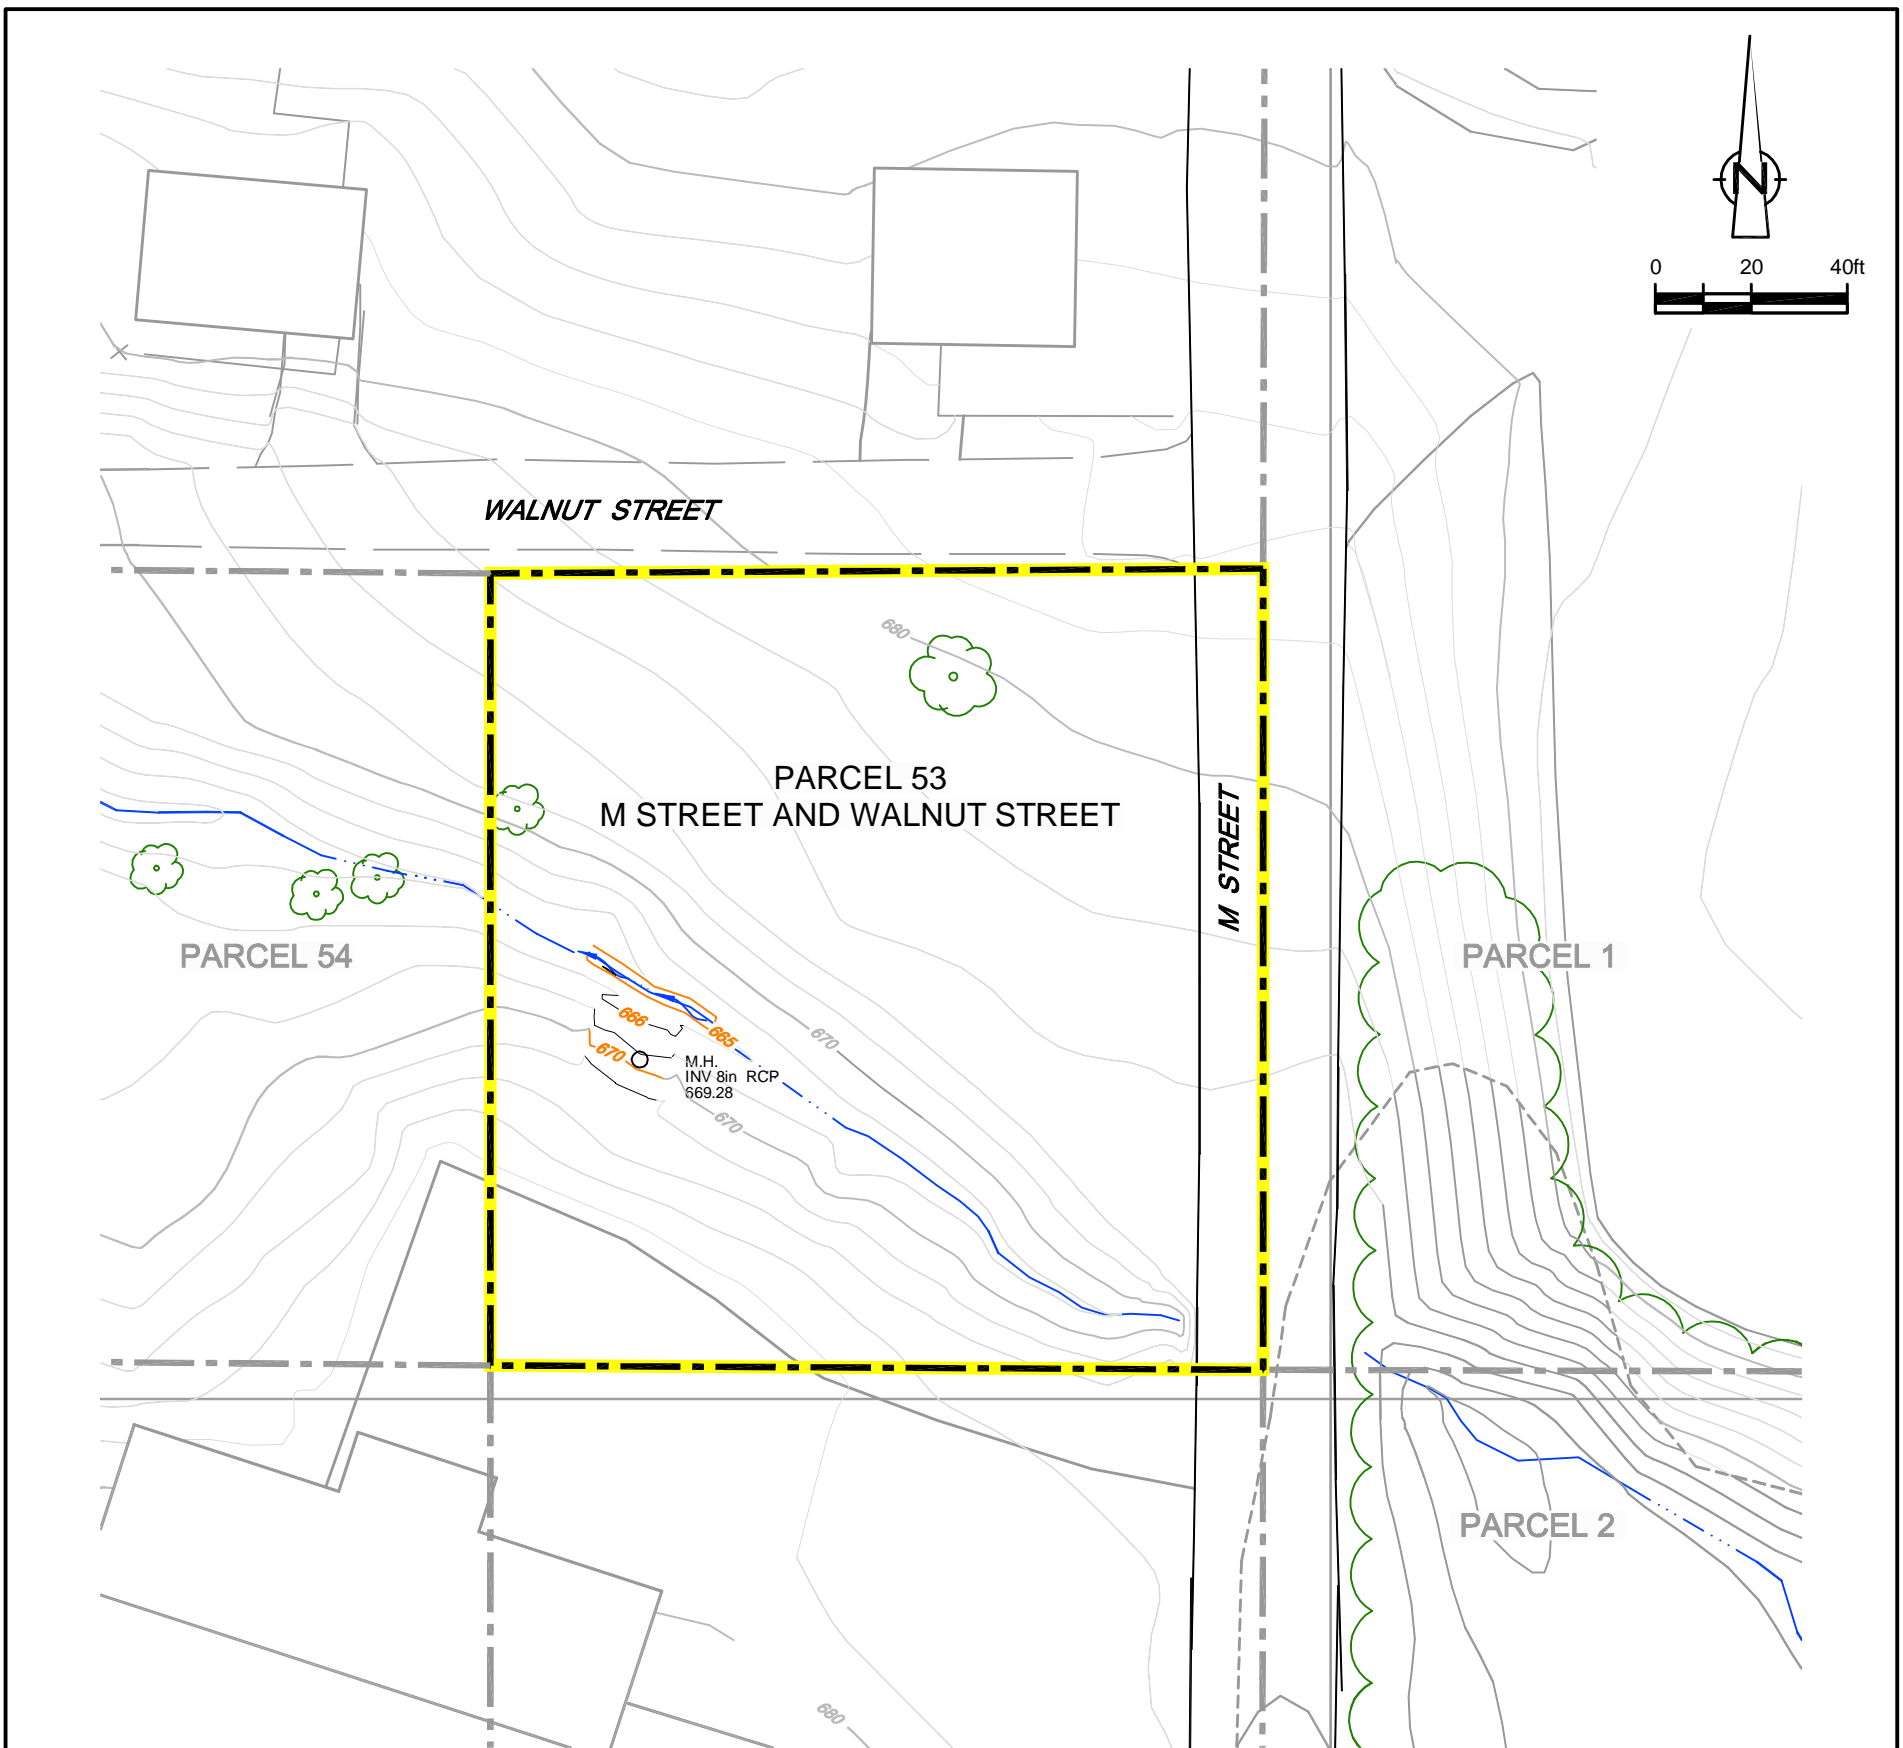 N
0 20 40ft
WALNUT STREET
680
PARCEL 53
M STREET AND WALNUT STREET
M STREET
PARCEL 54
PARCEL 1
666
665
670
670
M.H.
INV 8in RCP
669.28
670
PARCEL 2
680